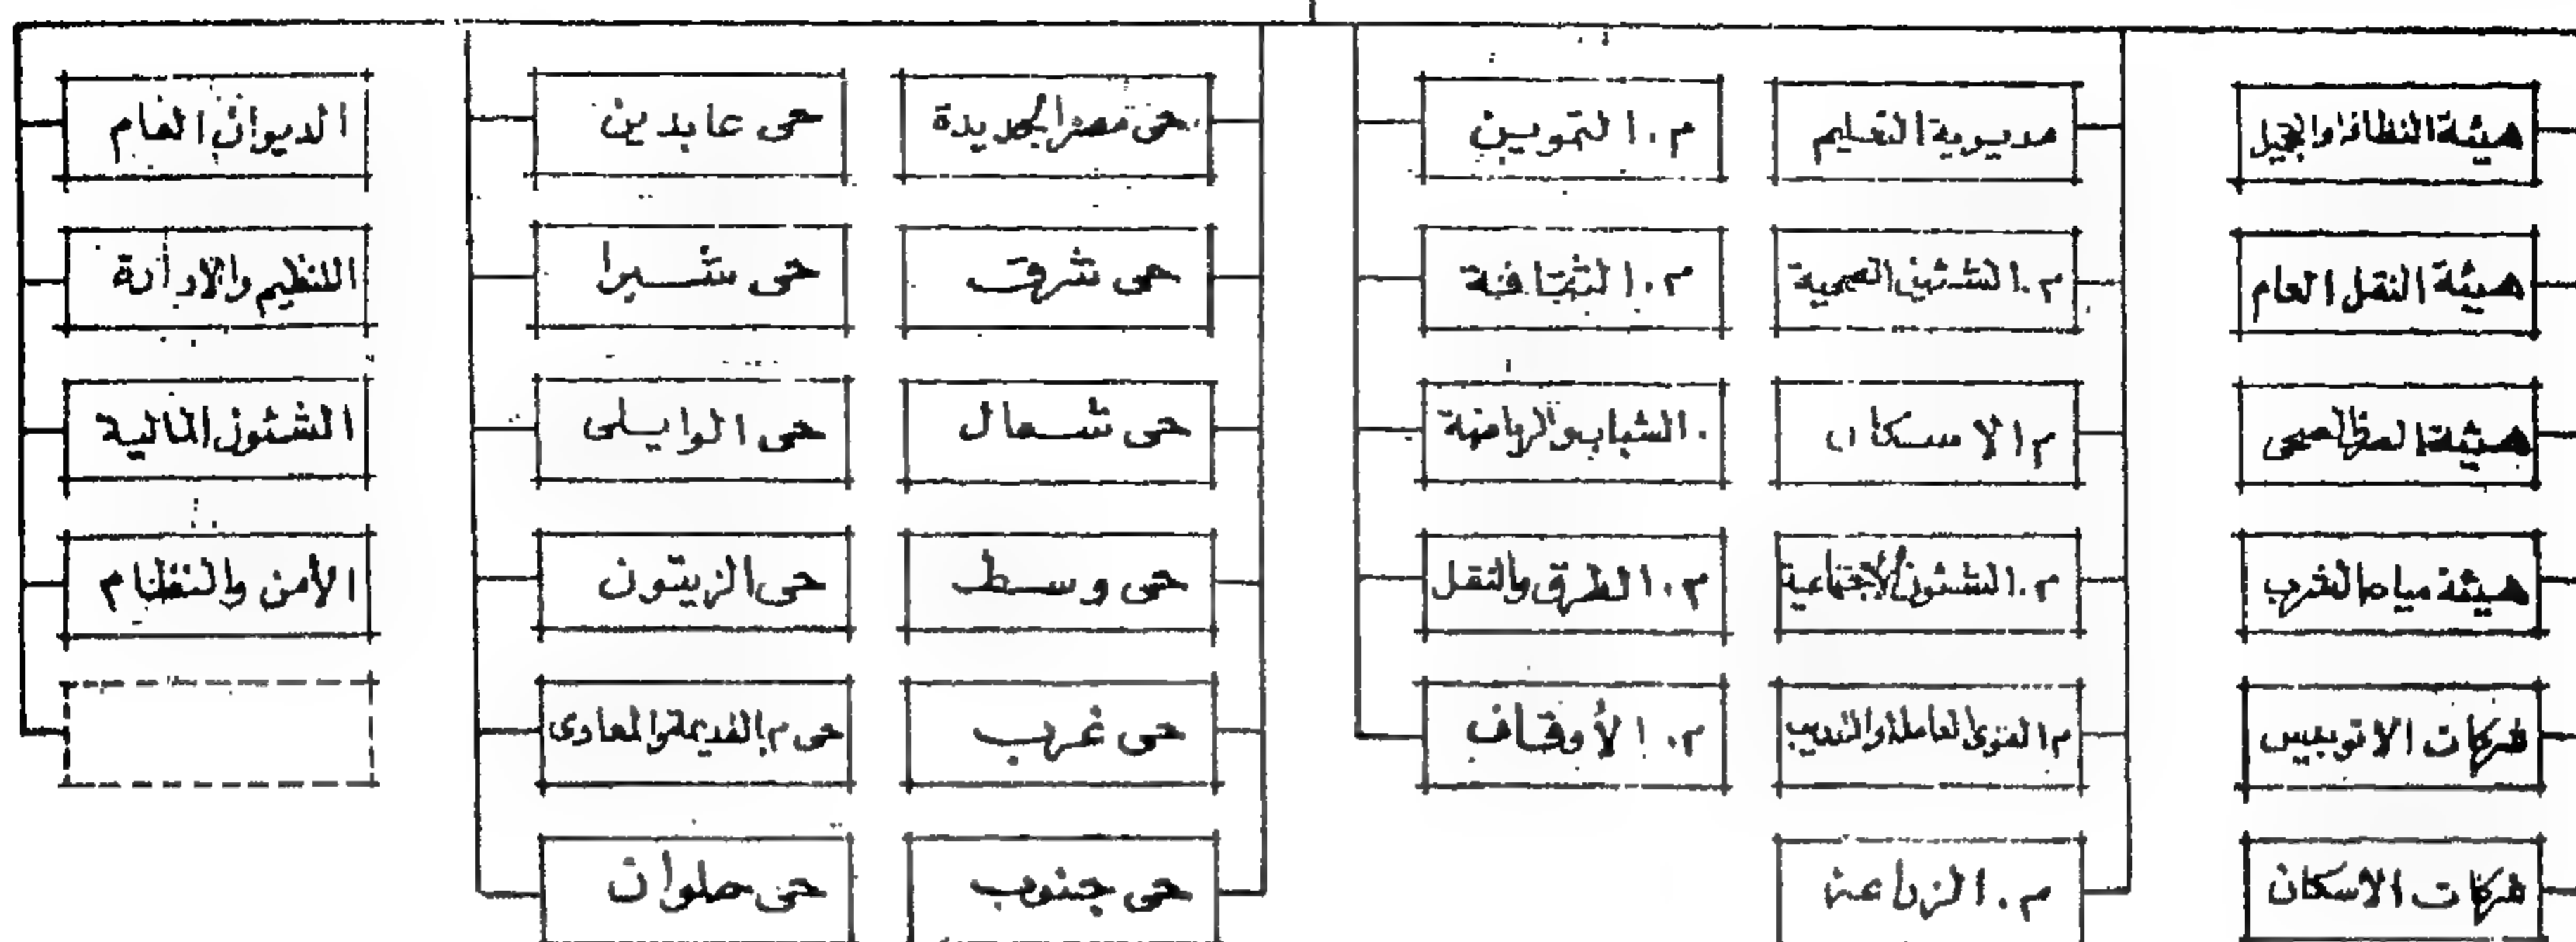 هيئة النظافة والتجميل
هيئة النقل العام
هيئة الصرف الصحى
هيئة مياه الشرب
شركات الاتوبيس
شركات الاسكان
مديرية التعليم
م. الشئون الصحية
م الاسكان
م. الشئون الأجتماعية
م القوى العاملة والتدريب
م. الزراعة
م. التموين
م. الثقافة
. الشباب والرياضة
م. الطرق والنقل
م. الأوقاف
حى مصر الجديدة
حى شرق
حى شمال
حى وسط
حى غرب
حى جنوب
حى عابدين
حى شبرا
حى الوايلى
حى الزيتون
حى م القديمة والمعادى
حى حلوان
الديوان العام
التنظيم والادارة
الشئون المالية
الأمن والنظام